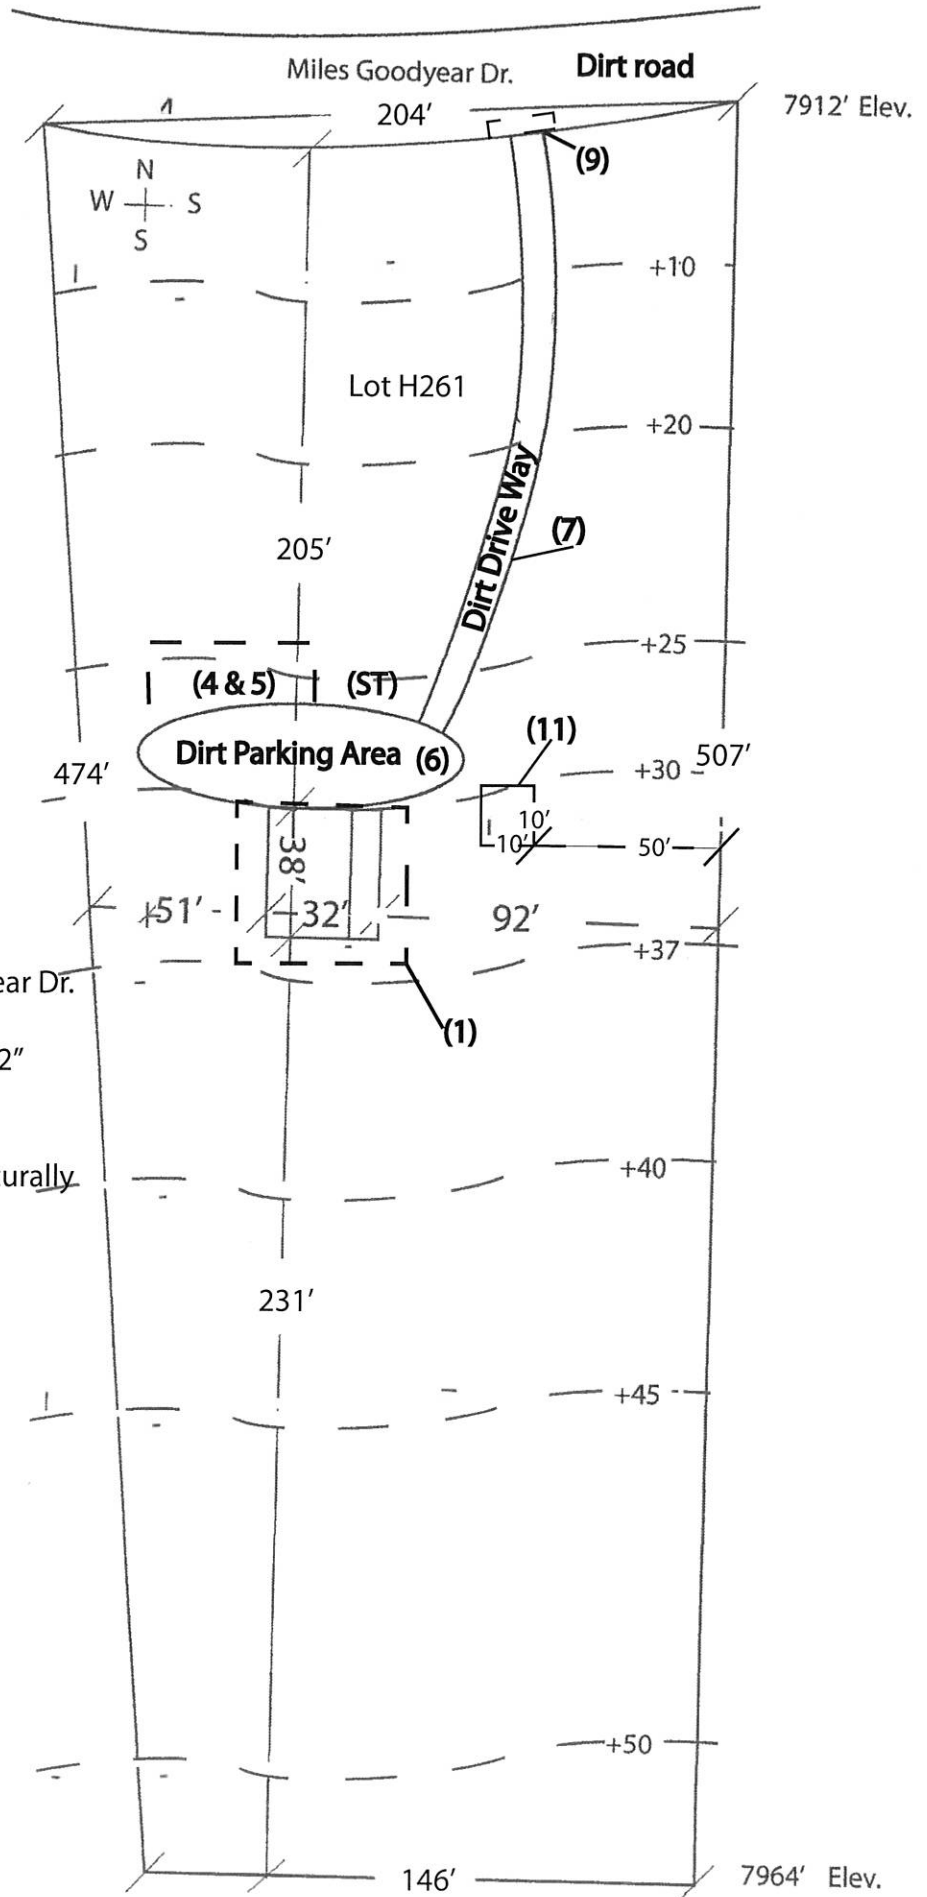 Miles Goodyear Dr. Dirt road
204' 7912' Elev.
(9)
N
W S
S
+10
Lot H261
+20
Dirt Drive Way
(7)
205'
+25
(4 & 5) (ST)
(11)
Dirt Parking Area (6)
474' +30 507'
10'
10' 50'
38'
51' 32' 92'
+37
ear Dr.
(1)
2"
+40
urally
231'
+45
+50
146' 7964' Elev.